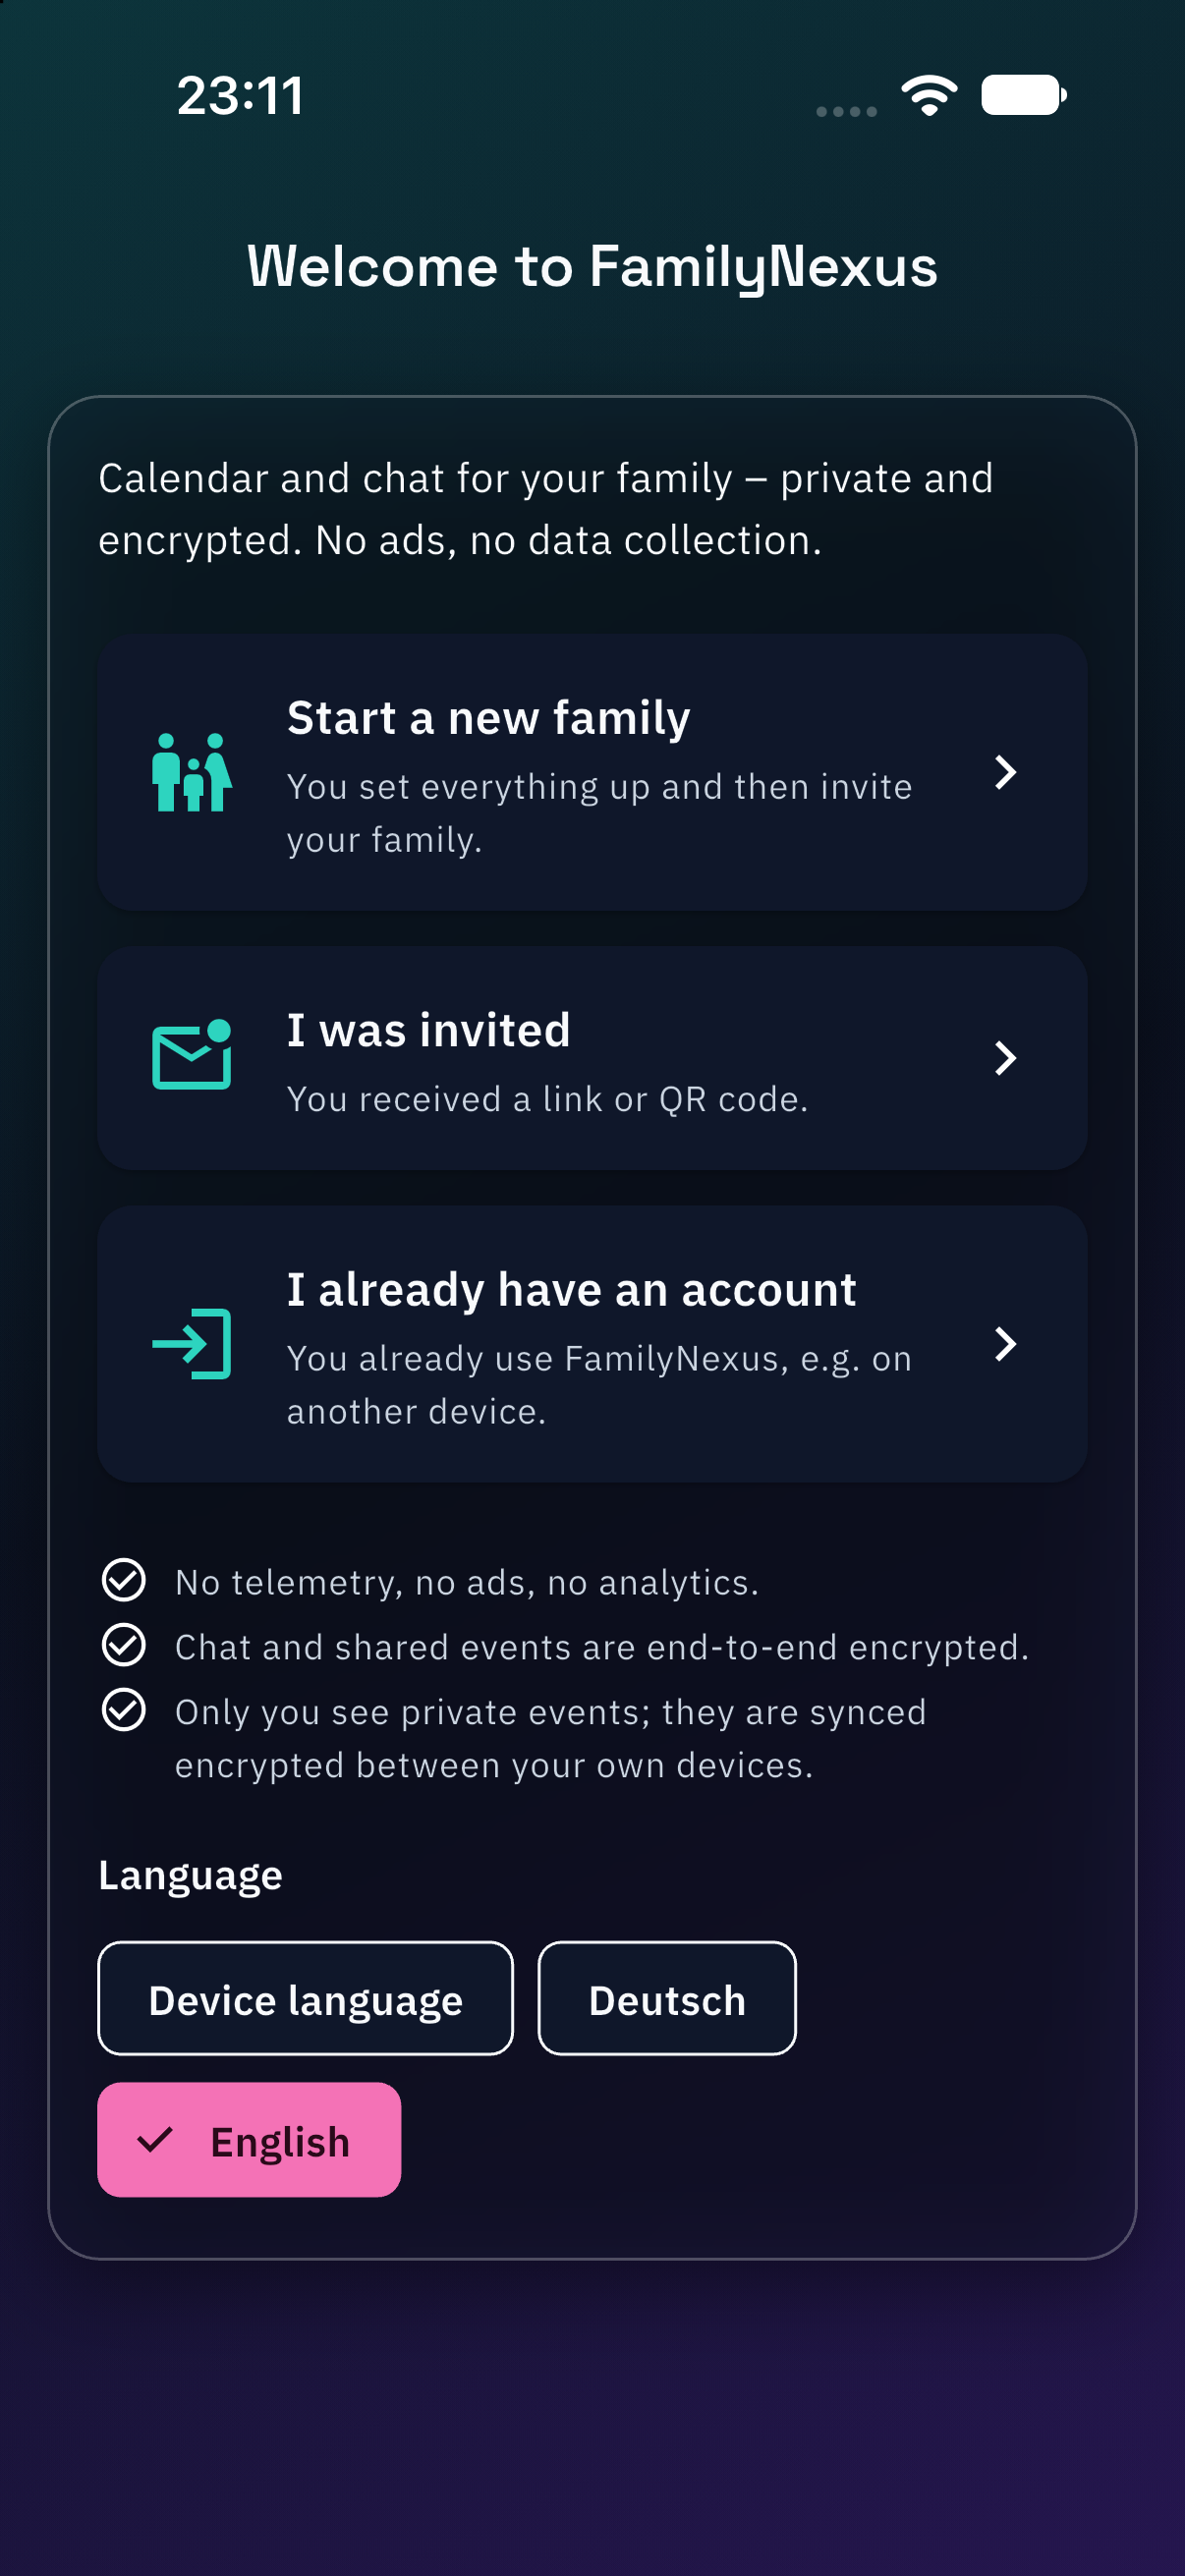 23:11
Welcome to FamilyNexus
Calendar and chat for your family – private and
encrypted. No ads, no data collection.
Start a new family
You set everything up and then invite
your family.
I was invited
You received a link or QR code.
I already have an account
You already use FamilyNexus, e.g. on
another device.
No telemetry, no ads, no analytics.
Chat and shared events are end-to-end encrypted.
Only you see private events; they are synced
encrypted between your own devices.
Language
Device language
Deutsch
English